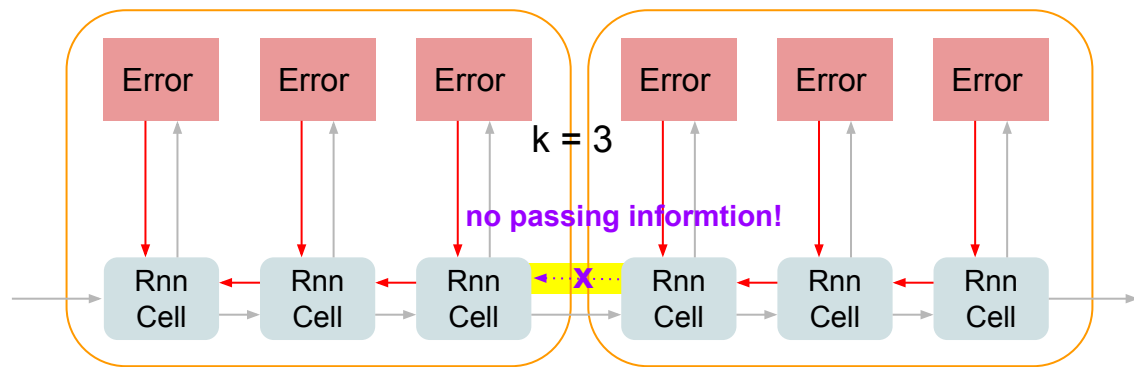 Error Error Error Error Error Error
k = 3
no passing informtion!
x
Rnn Rnn Rnn Rnn Rnn Rnn
Cell Cell Cell Cell Cell Cell